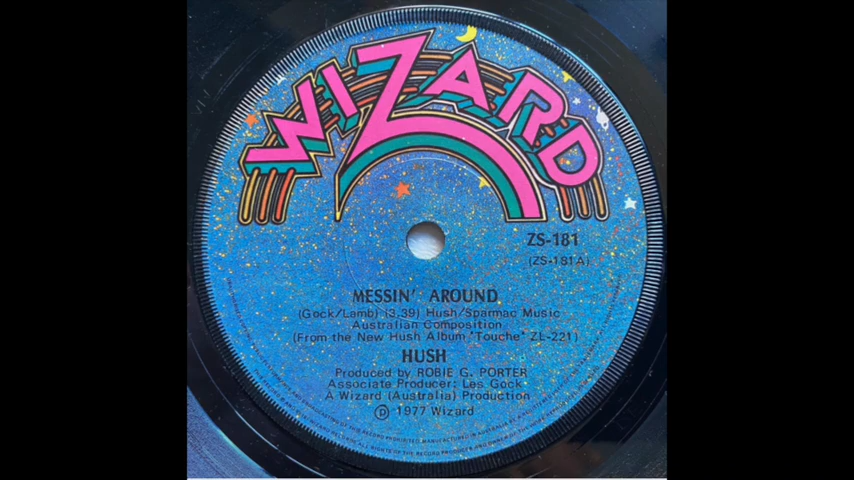 WIZARD
ZS-181
(ZS-181A)
MESSIN' AROUND
(Gock/Lamb) (3.39) Hush/Sparmac Music
Australian Composition
(From the New Hush Album "Touche" ZL-221)
HUSH
Produced by ROBIE G. PORTER
Associate Producer: Les Gock
A Wizard (Australia) Production
Ⓟ 1977 Wizard